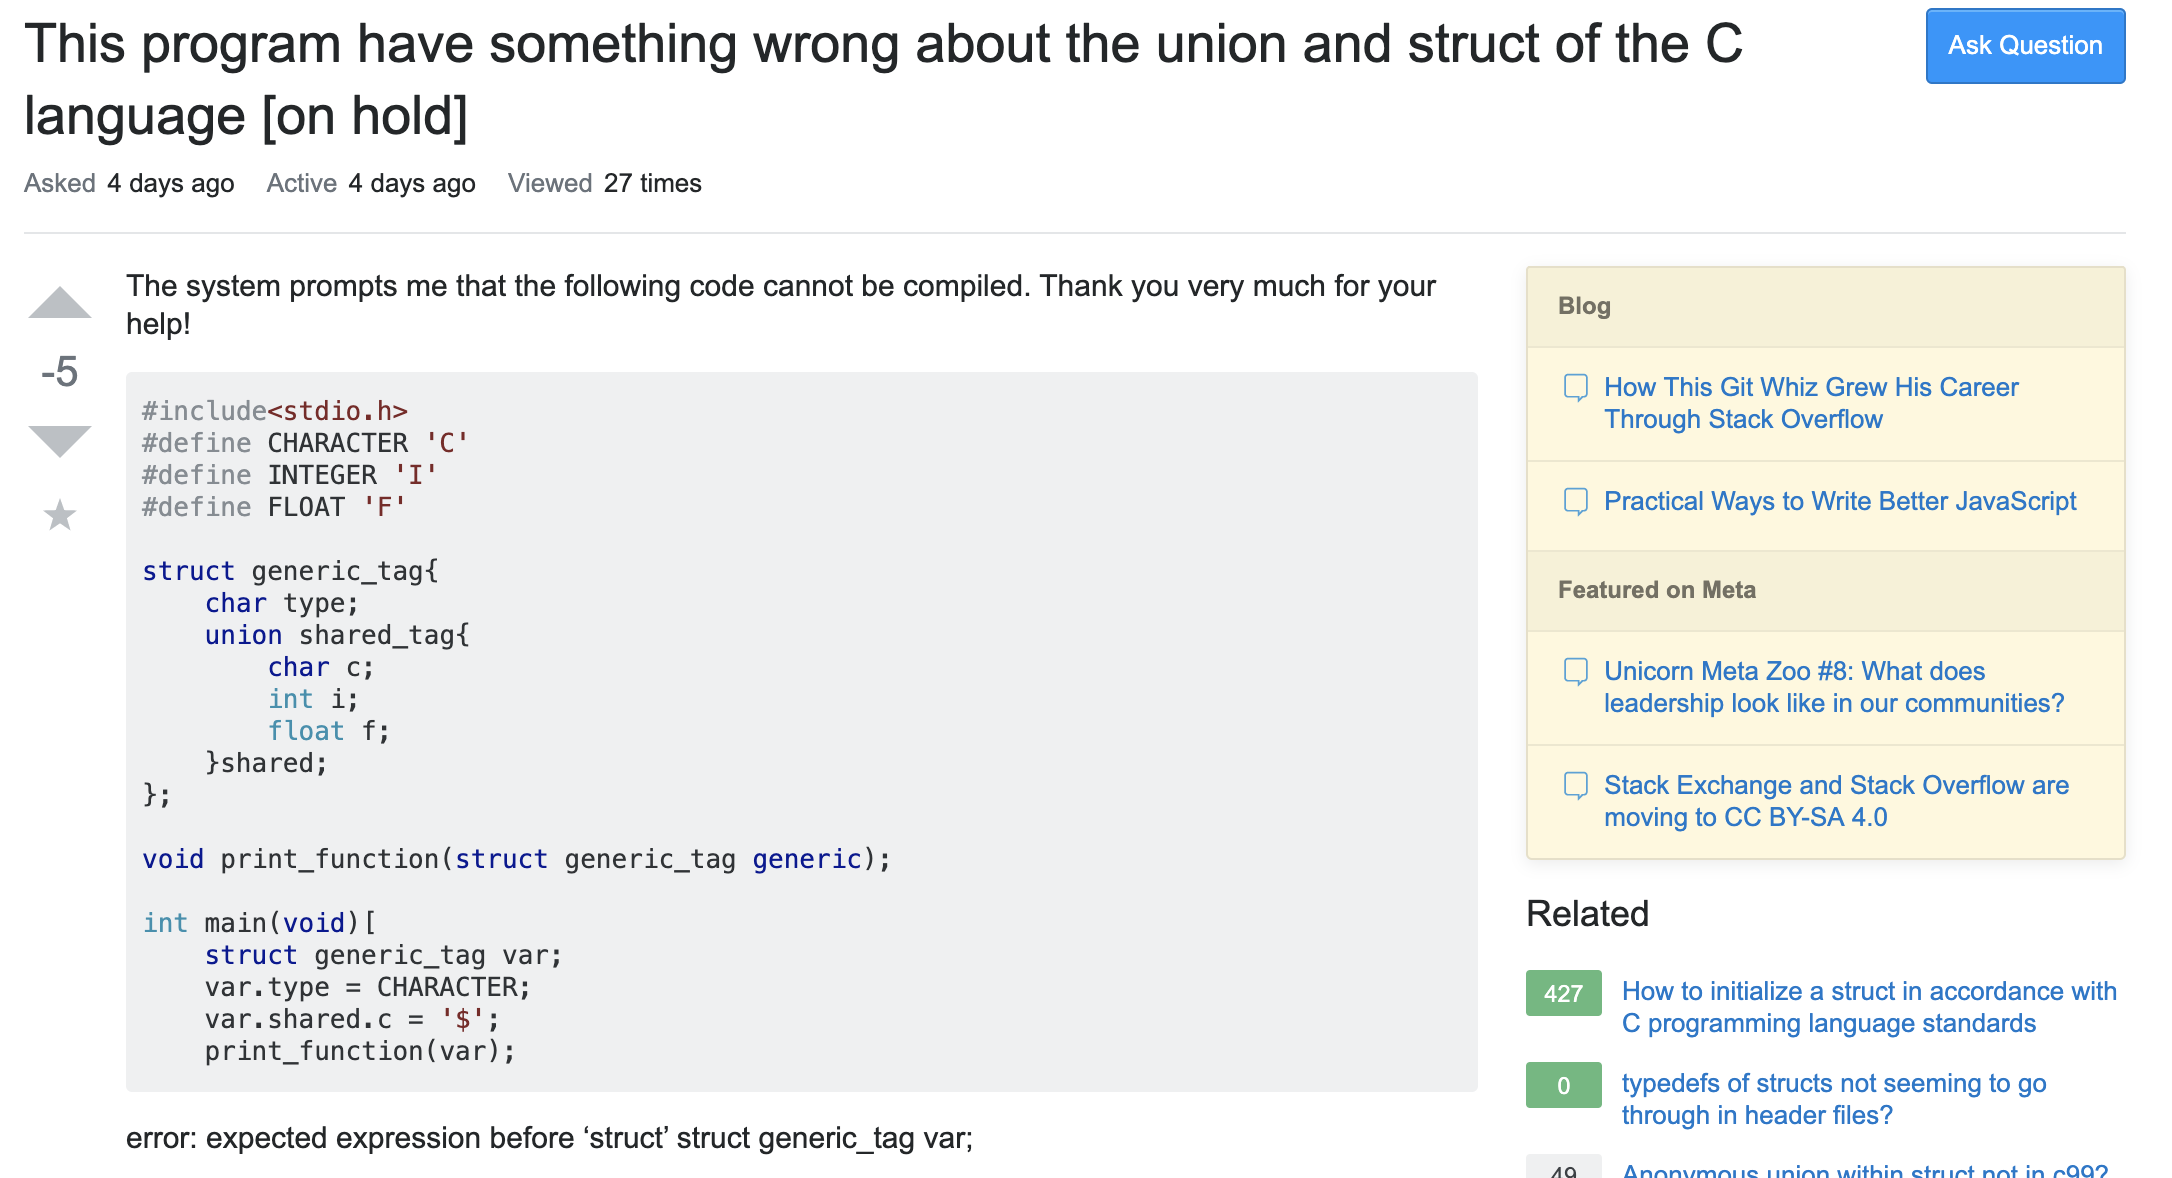 This program have something wrong about the union and struct of the C
language [on hold]
Ask Question
Asked 4 days ago Active 4 days ago Viewed 27 times
The system prompts me that the following code cannot be compiled. Thank you very much for your
help!
-5
#include<stdio.h>
#define CHARACTER 'C'
#define INTEGER 'I'
#define FLOAT 'F'
struct generic_tag{
    char type;
    union shared_tag{
        char c;
        int i;
        float f;
    }shared;
};
void print_function(struct generic_tag generic);
int main(void)[
    struct generic_tag var;
    var.type = CHARACTER;
    var.shared.c = '$';
    print_function(var);
error: expected expression before ‘struct’ struct generic_tag var;
Blog
How This Git Whiz Grew His Career
Through Stack Overflow
Practical Ways to Write Better JavaScript
Featured on Meta
Unicorn Meta Zoo #8: What does
leadership look like in our communities?
Stack Exchange and Stack Overflow are
moving to CC BY-SA 4.0
Related
427 How to initialize a struct in accordance with
C programming language standards
0 typedefs of structs not seeming to go
through in header files?
49 Anonymous union within struct not in c99?